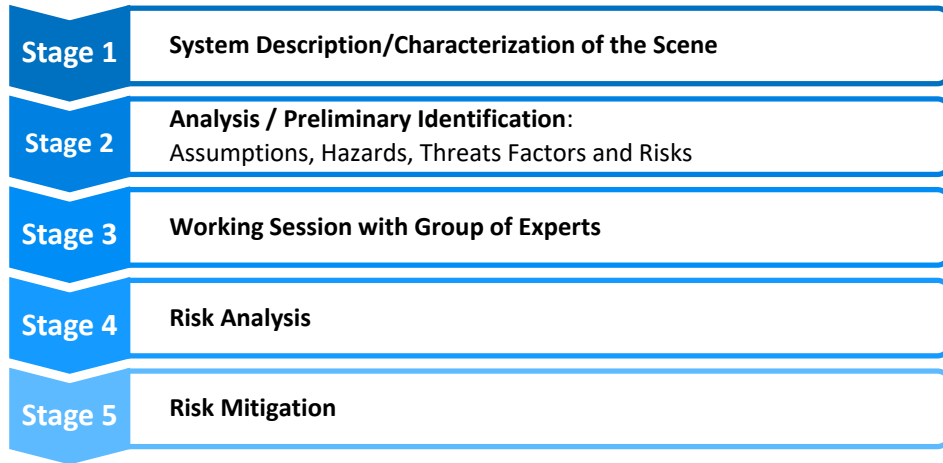 Stage 1
System Description/Characterization of the Scene
Stage 2
Analysis / Preliminary Identification:
Assumptions, Hazards, Threats Factors and Risks
Stage 3
Working Session with Group of Experts
Stage 4
Risk Analysis
Stage 5
Risk Mitigation